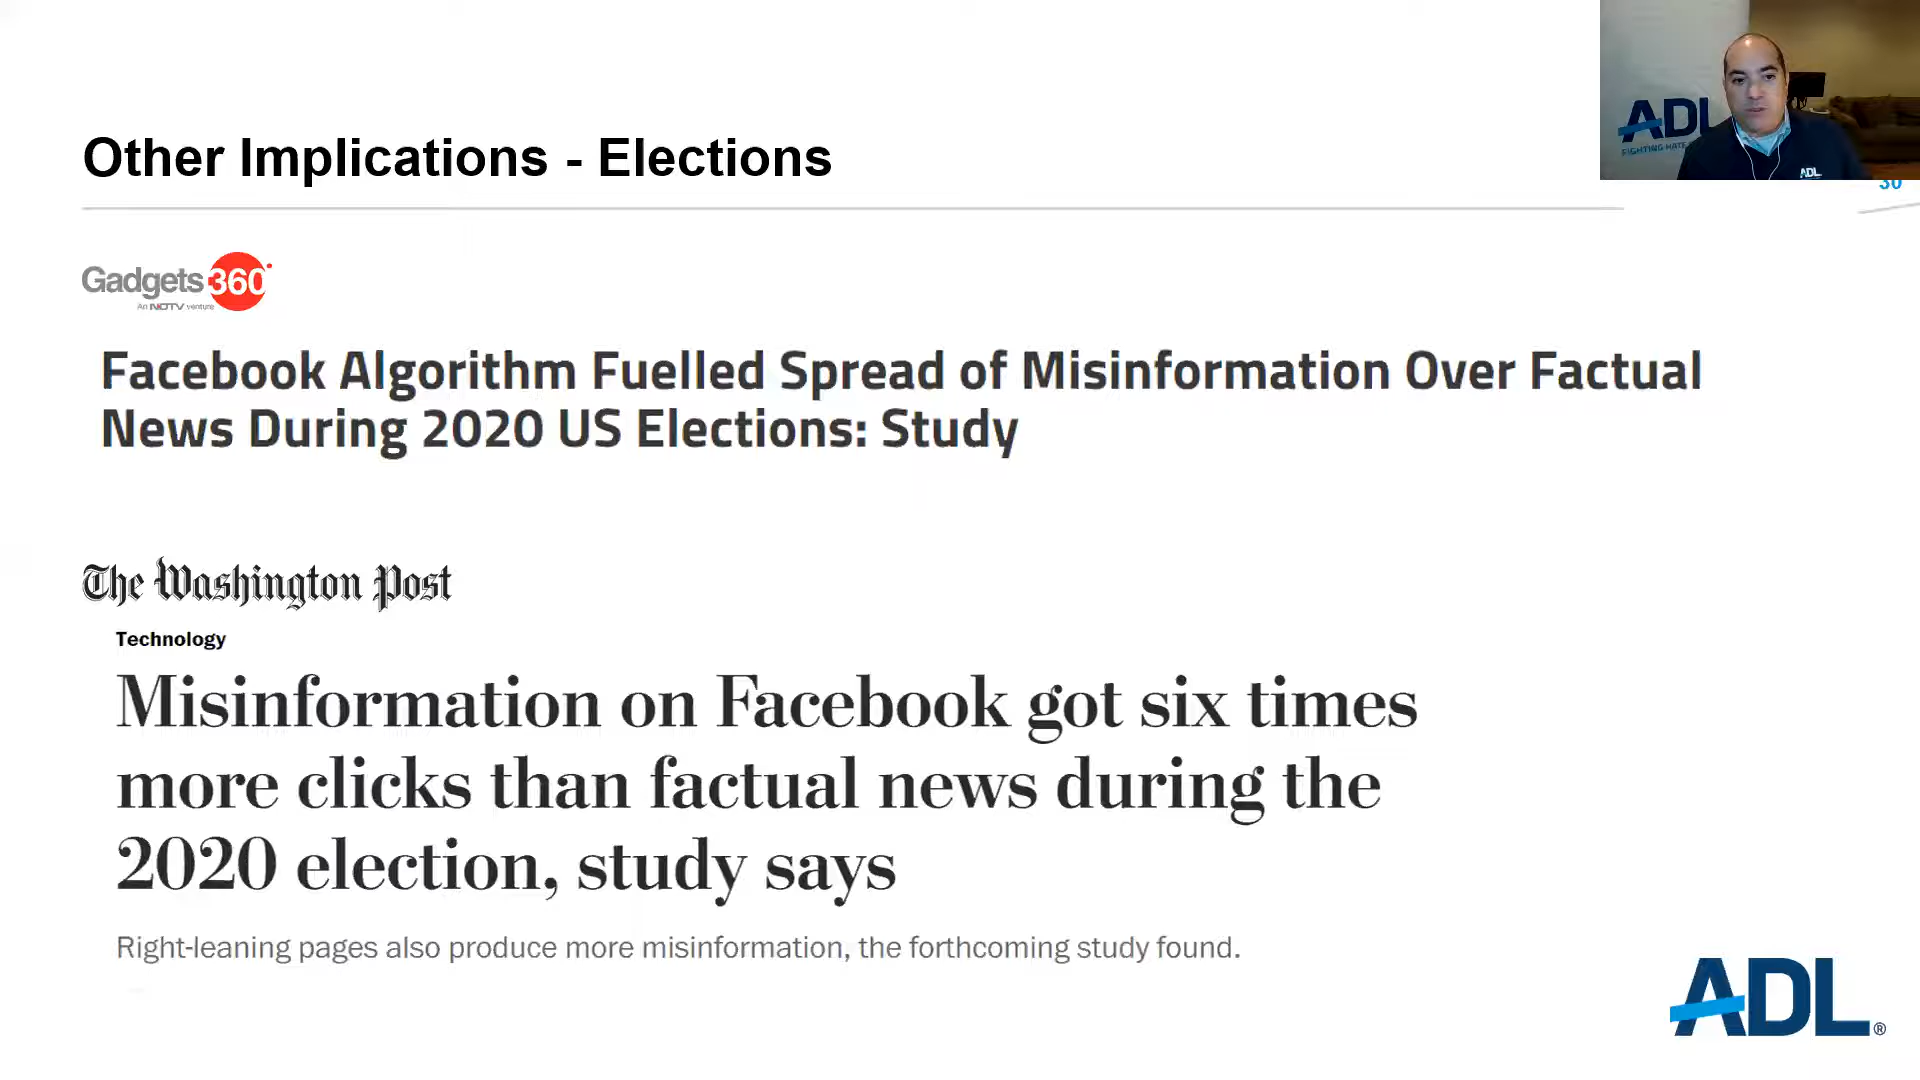 ADL
FIGHTING HATE
ADL
30
Other Implications - Elections
Gadgets 360
An NDTV venture
Facebook Algorithm Fuelled Spread of Misinformation Over Factual
News During 2020 US Elections: Study
The Washington Post
Technology
Misinformation on Facebook got six times
more clicks than factual news during the
2020 election, study says
Right-leaning pages also produce more misinformation, the forthcoming study found.
ADL®